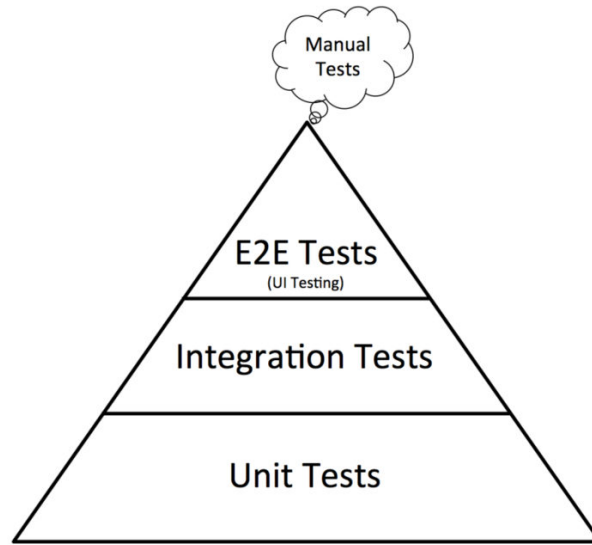 Manual
Tests
E2E Tests
(UI Testing)
Integration Tests
Unit Tests